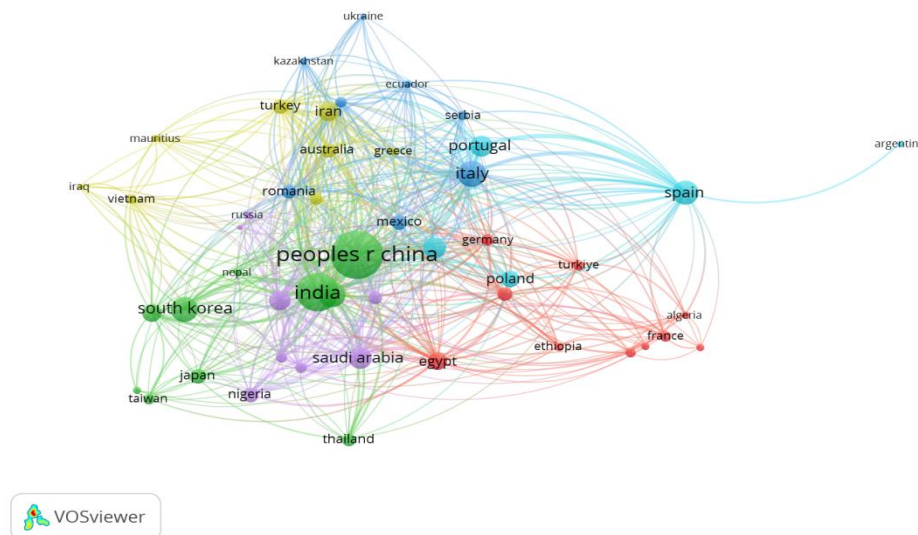 ukraine
kazakhstan
ecuador
turkey
iran
serbia
mauritius
portugal
argentin
australia
greece
italy
iraq
vietnam
romania
spain
russia
mexico
germany
peoples r china
turkiye
nepal
poland
india
south korea
algeria
france
ethiopia
saudi arabia
egypt
japan
nigeria
taiwan
thailand
VOSviewer